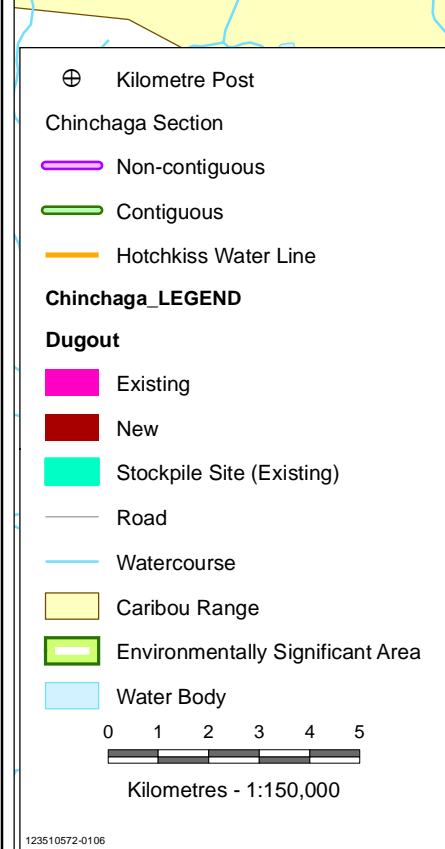 Kilometre Post
Chinchaga Section
Non-contiguous
Contiguous
Hotchkiss Water Line
Chinchaga_LEGEND
Dugout
Existing
New
Stockpile Site (Existing)
Road
Watercourse
Caribou Range
Environmentally Significant Area
Water Body
0 1 2 3 4 5
Kilometres - 1:150,000
123510572-0106